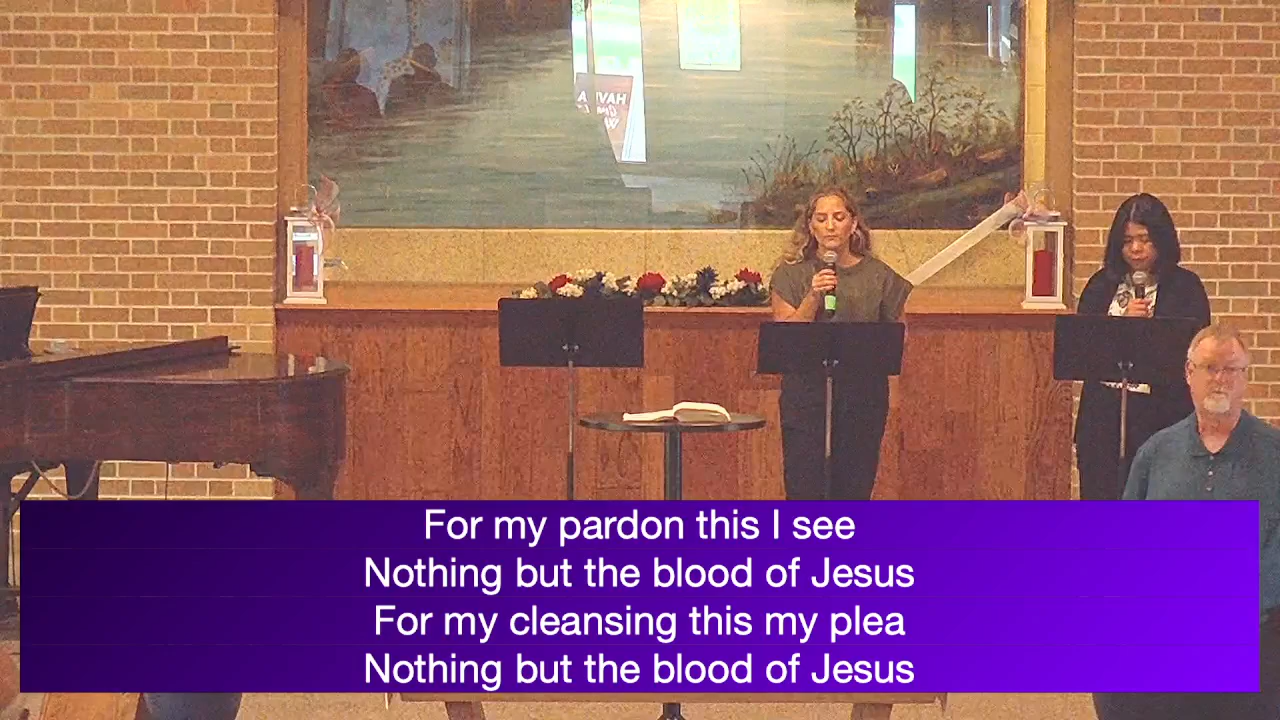 For my pardon this I see
Nothing but the blood of Jesus
For my cleansing this my plea
Nothing but the blood of Jesus